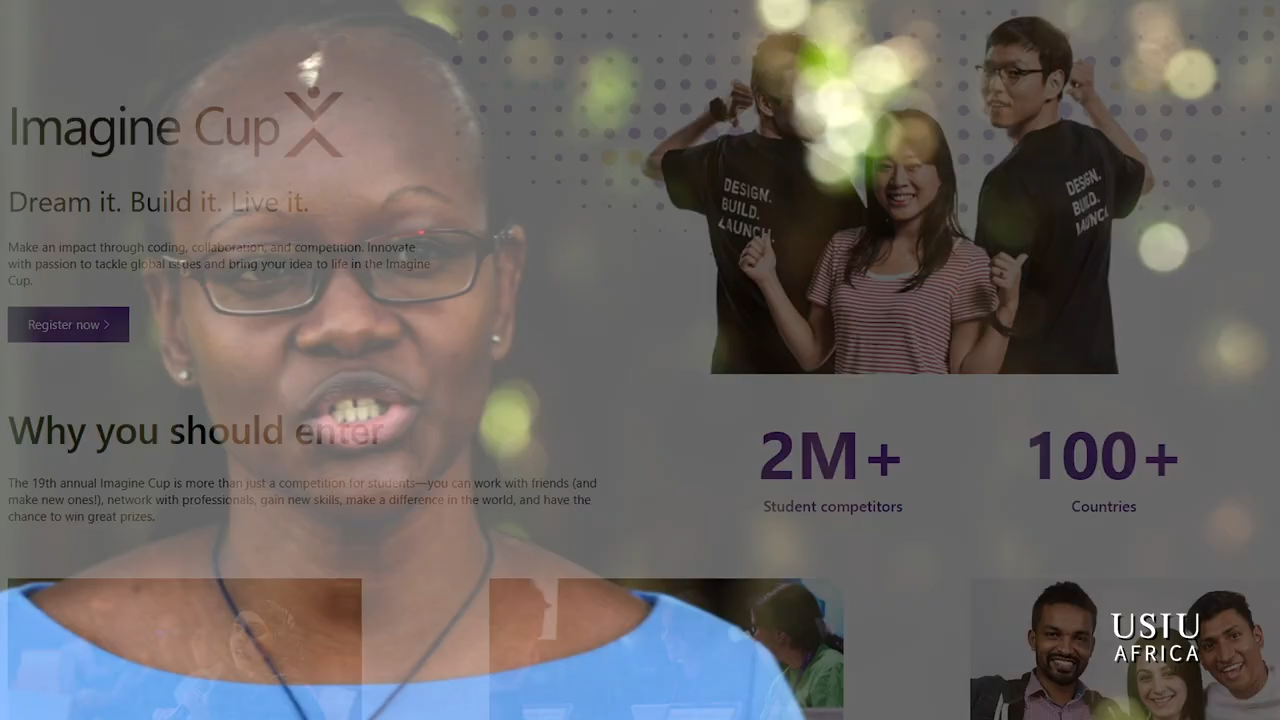 Imagine Cup
Dream it. Build it. Live it.
Make an impact through coding, collaboration, and competition. Innovate
with passion to tackle global issues and bring your idea to life in the Imagine
Cup.
Register now >
DESIGN.
BUILD.
LAUNCH.
DESIGN.
BUILD.
LAUNCH
Why you should enter
The 19th annual Imagine Cup is more than just a competition for students—you can work with friends (and
make new ones!), network with professionals, gain new skills, make a difference in the world, and have the
chance to win great prizes.
2M+
Student competitors
100+
Countries
USIU
AFRICA